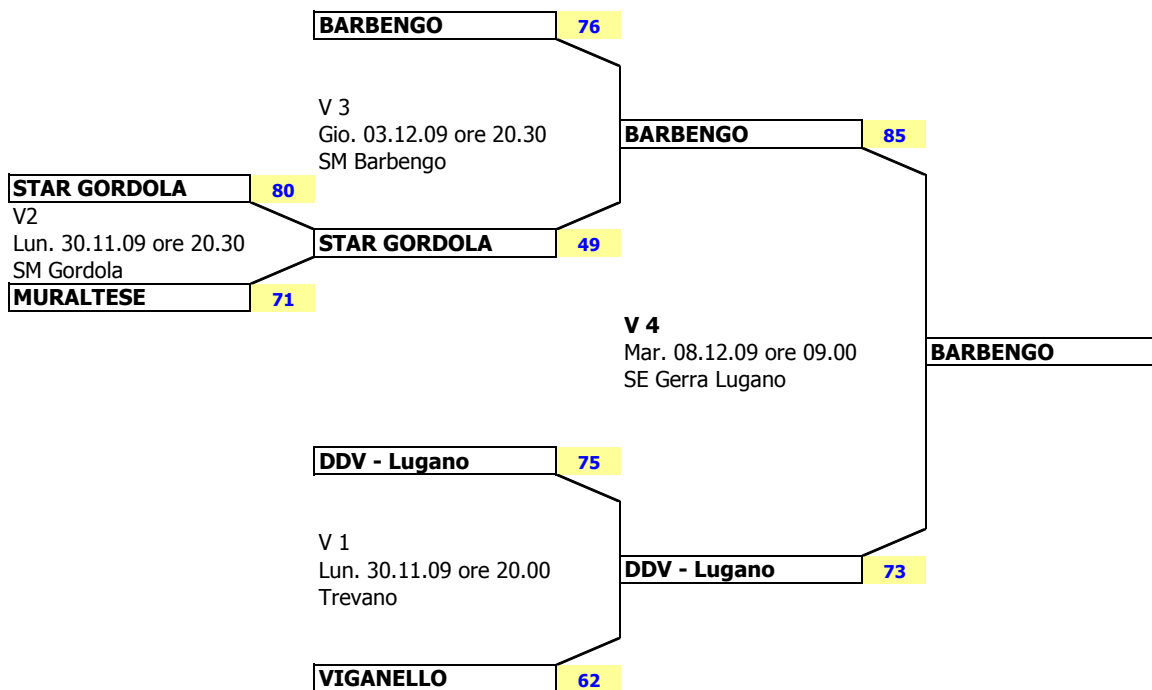 BARBENGO 76
V 3
Gio. 03.12.09 ore 20.30
SM Barbengo
BARBENGO 85
STAR GORDOLA 80
V2
Lun. 30.11.09 ore 20.30
SM Gordola
STAR GORDOLA 49
MURALTESE 71
V 4
Mar. 08.12.09 ore 09.00
SE Gerra Lugano
BARBENGO
DDV - Lugano 75
V 1
Lun. 30.11.09 ore 20.00
Trevano
DDV - Lugano 73
VIGANELLO 62